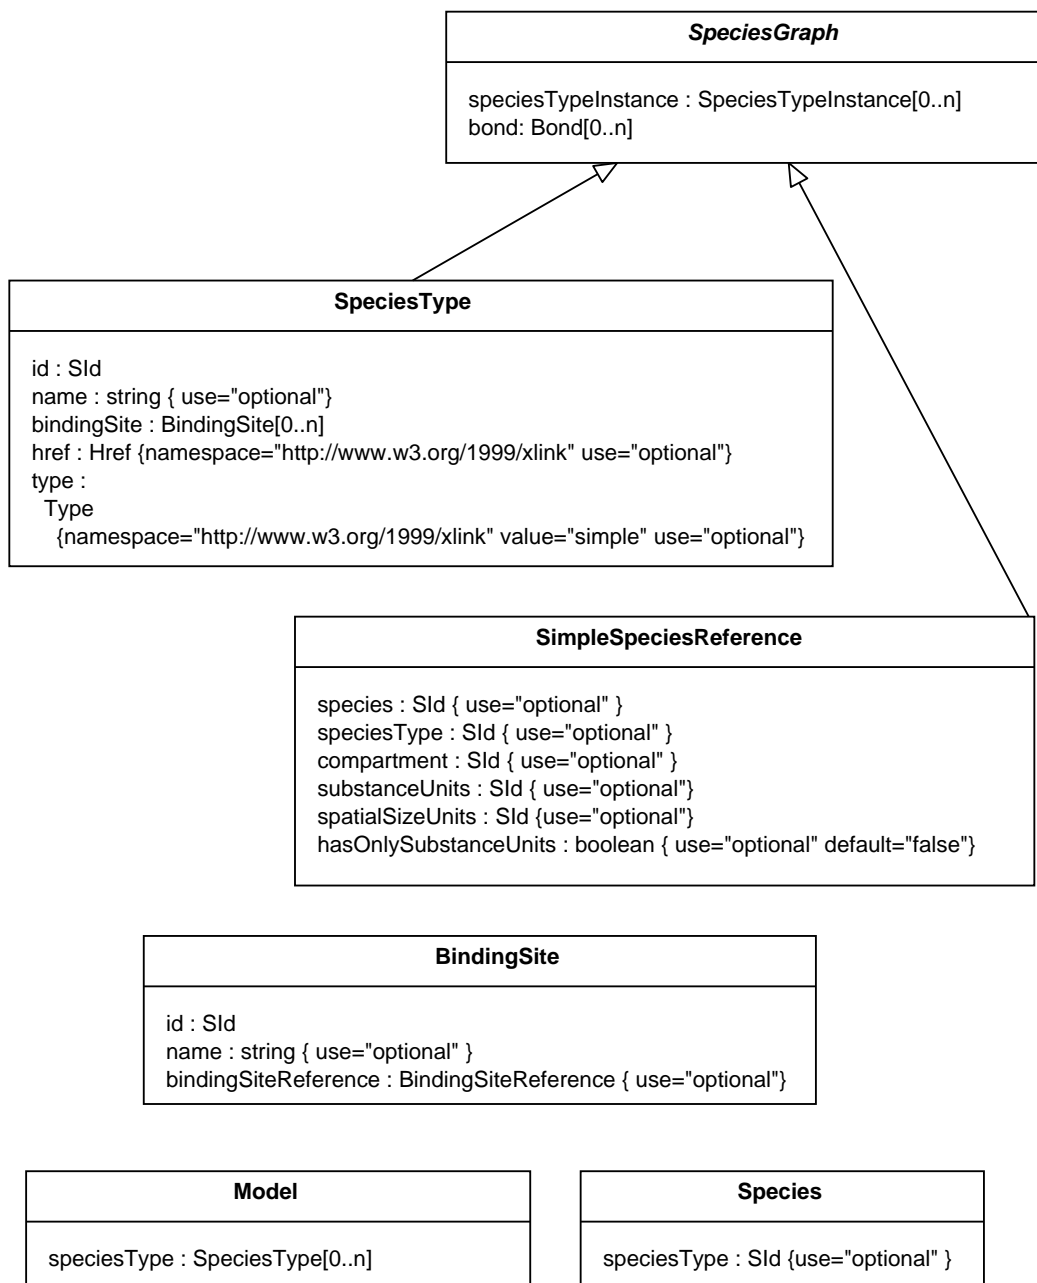 SpeciesGraph
speciesTypeInstance : SpeciesTypeInstance[0..n]
bond: Bond[0..n]
SpeciesType
id : SId
name : string { use="optional"}
bindingSite : BindingSite[0..n]
href : Href {namespace="http://www.w3.org/1999/xlink" use="optional"}
type :
Type
{namespace="http://www.w3.org/1999/xlink" value="simple" use="optional"}
SimpleSpeciesReference
species : SId { use="optional" }
speciesType : SId { use="optional" }
compartment : SId { use="optional" }
substanceUnits : SId { use="optional"}
spatialSizeUnits : SId {use="optional"}
hasOnlySubstanceUnits : boolean { use="optional" default="false"}
BindingSite
id : SId
name : string { use="optional" }
bindingSiteReference : BindingSiteReference { use="optional"}
Model
speciesType : SpeciesType[0..n]
Species
speciesType : SId {use="optional" }